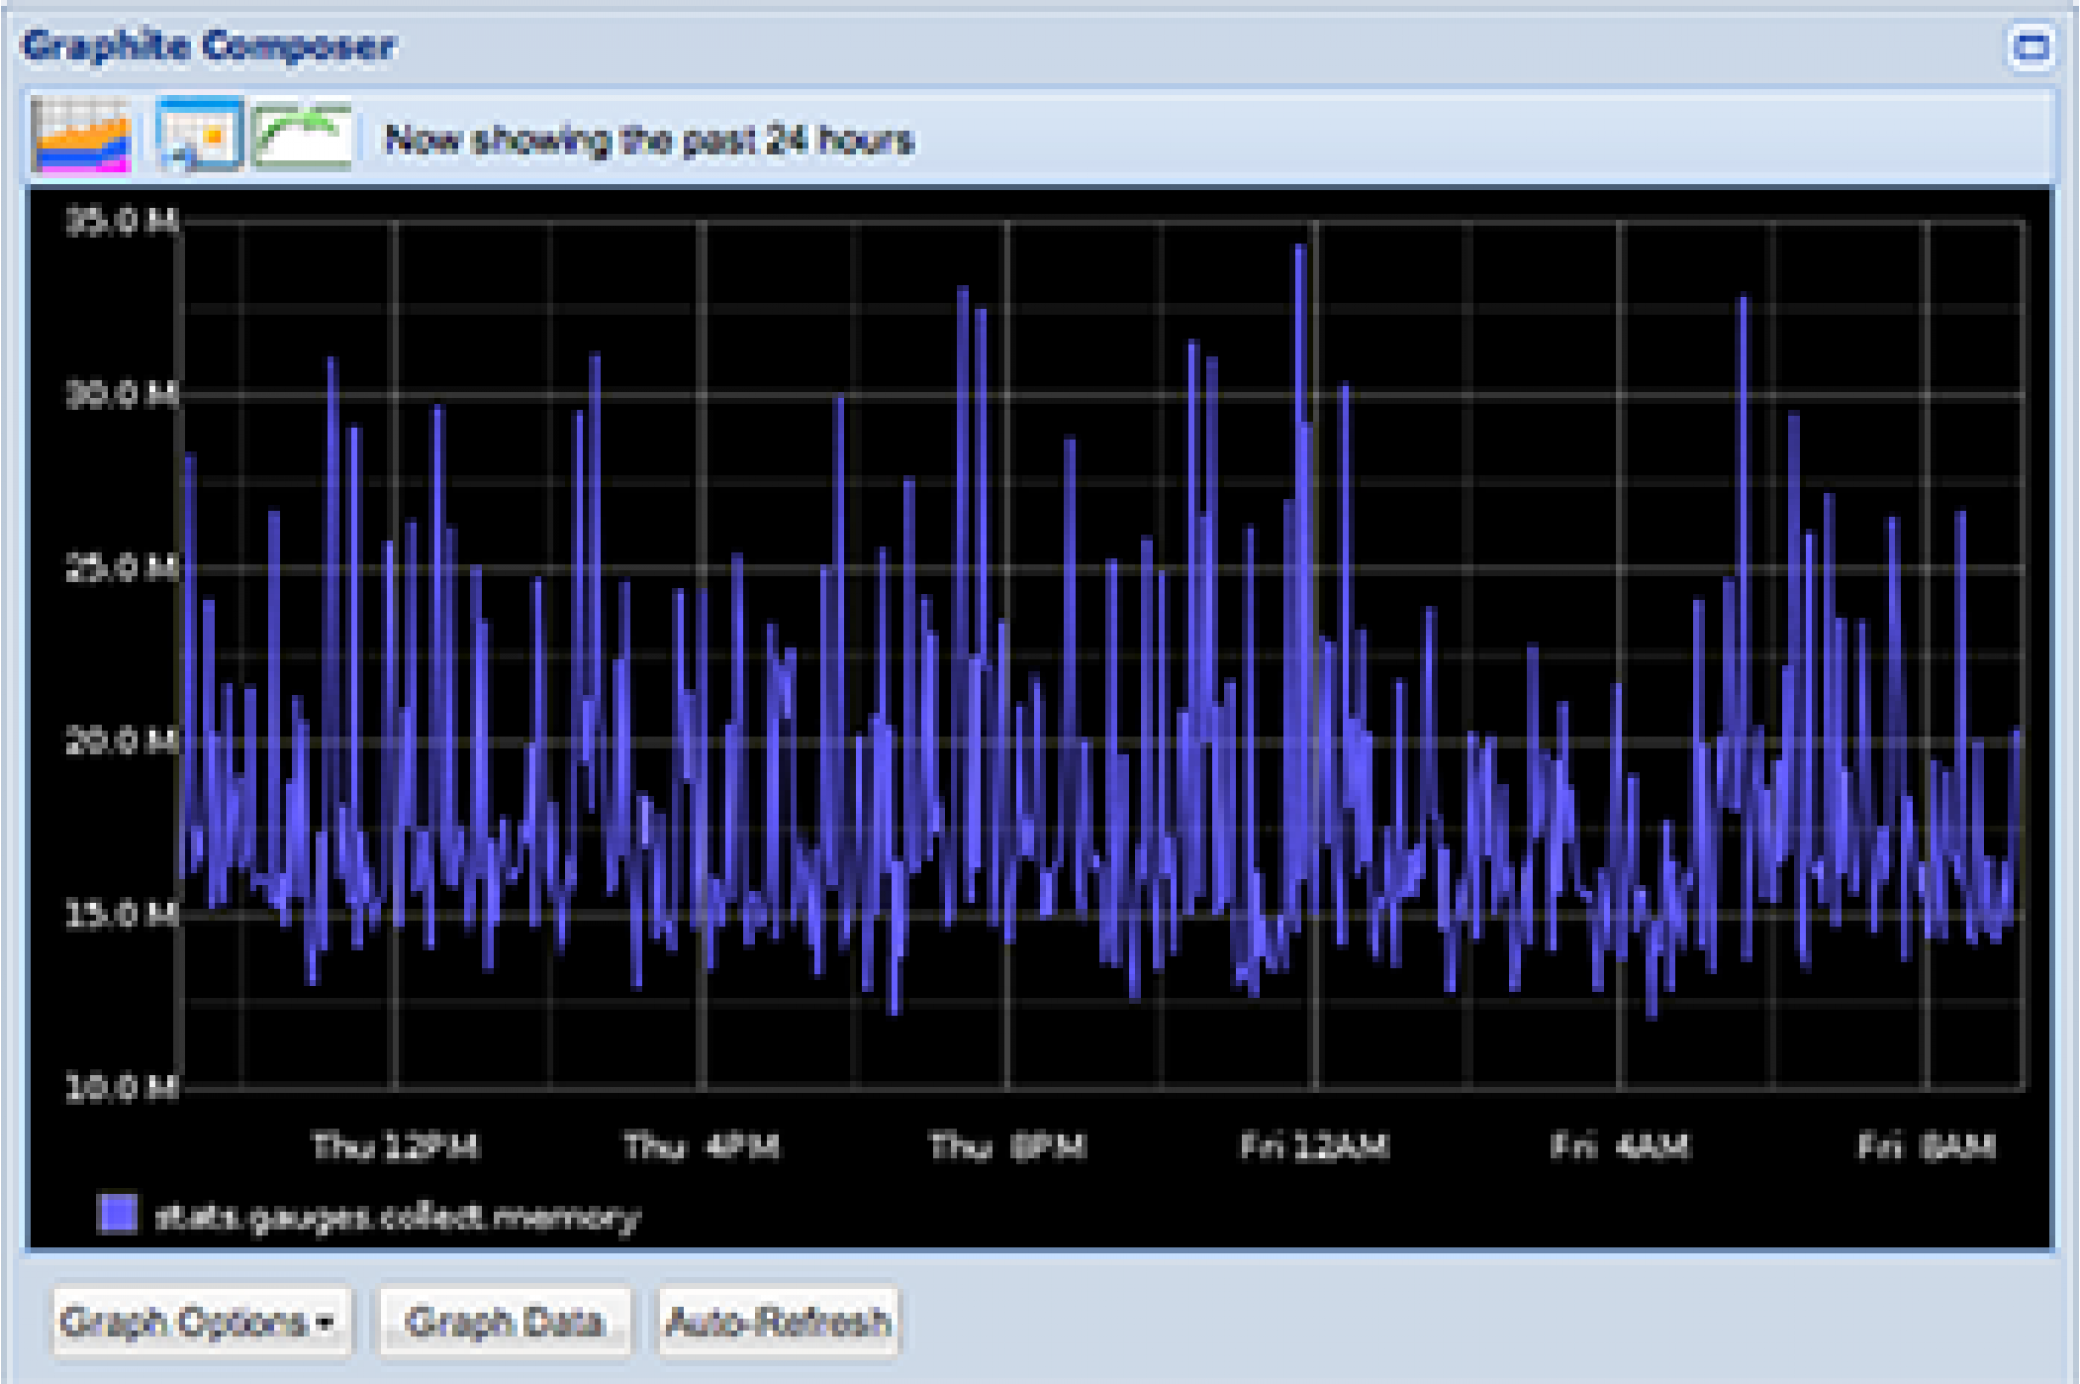 Graphite Composer
Now showing the past 24 hours
35.0 M
30.0 M
25.0 M
20.0 M
15.0 M
10.0 M
Thu 12PM Thu 4PM Thu 8PM Fri 12AM Fri 4AM Fri 8AM
stats.gauges.collect.memory
Graph Options Graph Data Auto-Refresh